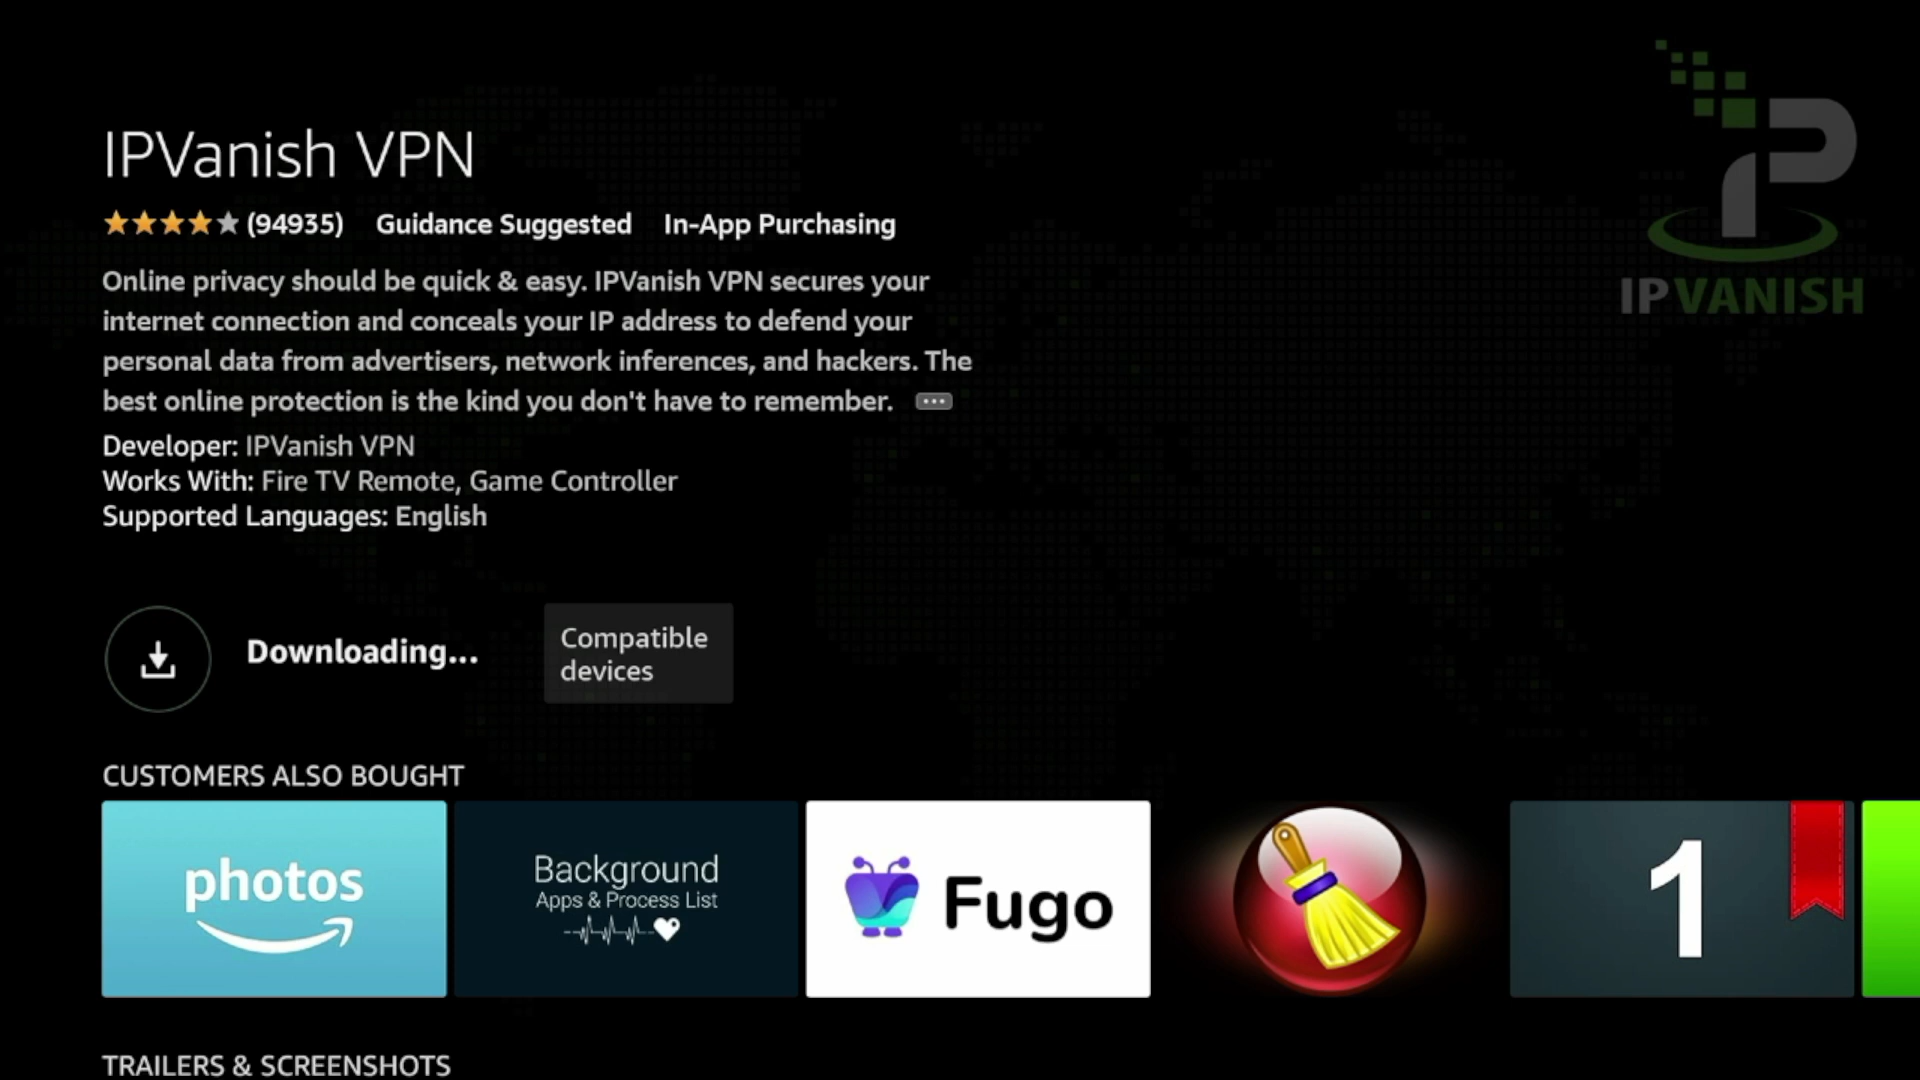 IPVanish VPN
(94935) Guidance Suggested In-App Purchasing
Online privacy should be quick & easy. IPVanish VPN secures your
internet connection and conceals your IP address to defend your
personal data from advertisers, network inferences, and hackers. The
best online protection is the kind you don't have to remember. ...
Developer: IPVanish VPN
Works With: Fire TV Remote, Game Controller
Supported Languages: English
IPVANISH
Downloading...
Compatible
devices
CUSTOMERS ALSO BOUGHT
photos
Background
Apps & Process List
Fugo
1
TRAILERS & SCREENSHOTS